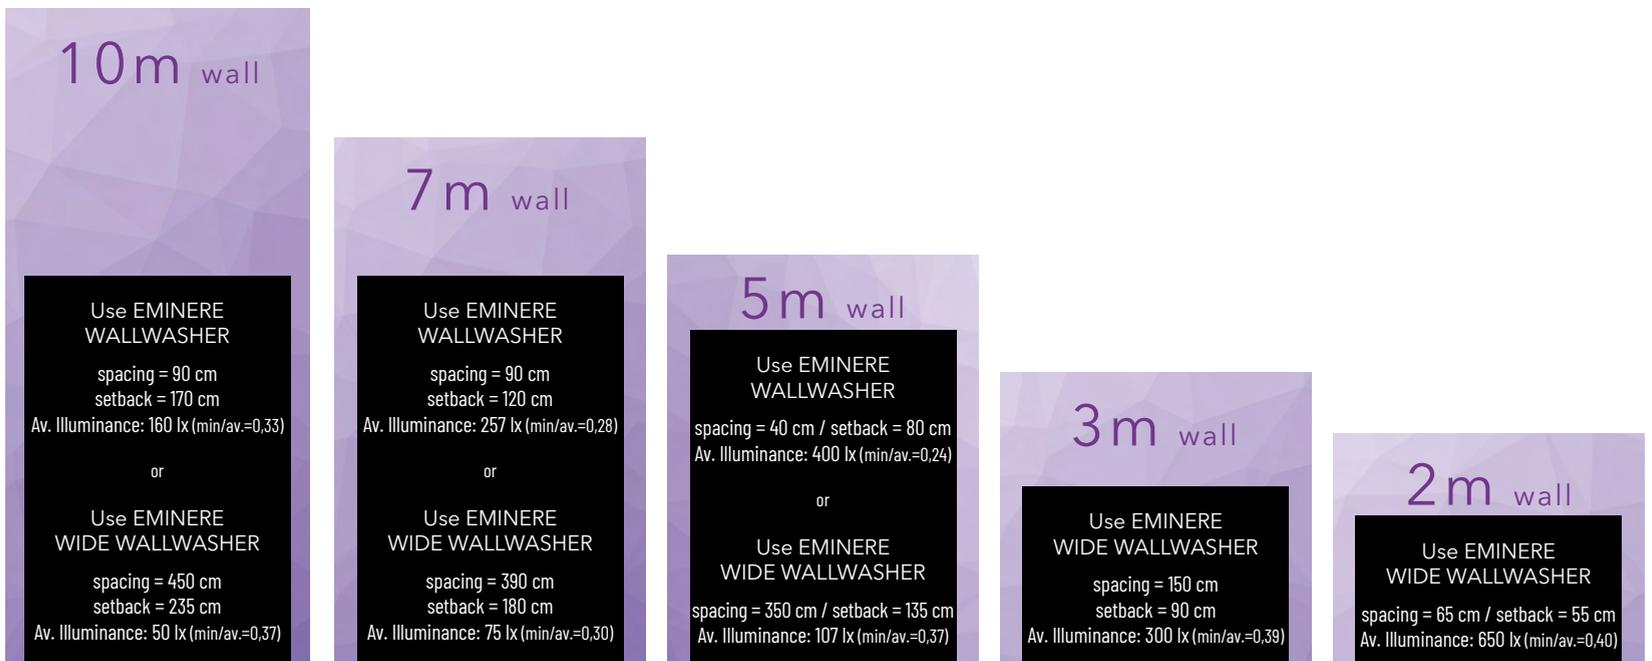 10m wall
Use EMINERE
WALLWASHER
spacing = 90 cm
setback = 170 cm
Av. Illuminance: 160 lx (min/av.=0,33)
or
Use EMINERE
WIDE WALLWASHER
spacing = 450 cm
setback = 235 cm
Av. Illuminance: 50 lx (min/av.=0,37)
7m wall
Use EMINERE
WALLWASHER
spacing = 90 cm
setback = 120 cm
Av. Illuminance: 257 lx (min/av.=0,28)
or
Use EMINERE
WIDE WALLWASHER
spacing = 390 cm
setback = 180 cm
Av. Illuminance: 75 lx (min/av.=0,30)
5m wall
Use EMINERE
WALLWASHER
spacing = 40 cm / setback = 80 cm
Av. Illuminance: 400 lx (min/av.=0,24)
or
Use EMINERE
WIDE WALLWASHER
spacing = 350 cm / setback = 135 cm
Av. Illuminance: 107 lx (min/av.=0,37)
3m wall
Use EMINERE
WIDE WALLWASHER
spacing = 150 cm
setback = 90 cm
Av. Illuminance: 300 lx (min/av.=0,39)
2m wall
Use EMINERE
WIDE WALLWASHER
spacing = 65 cm / setback = 55 cm
Av. Illuminance: 650 lx (min/av.=0,40)